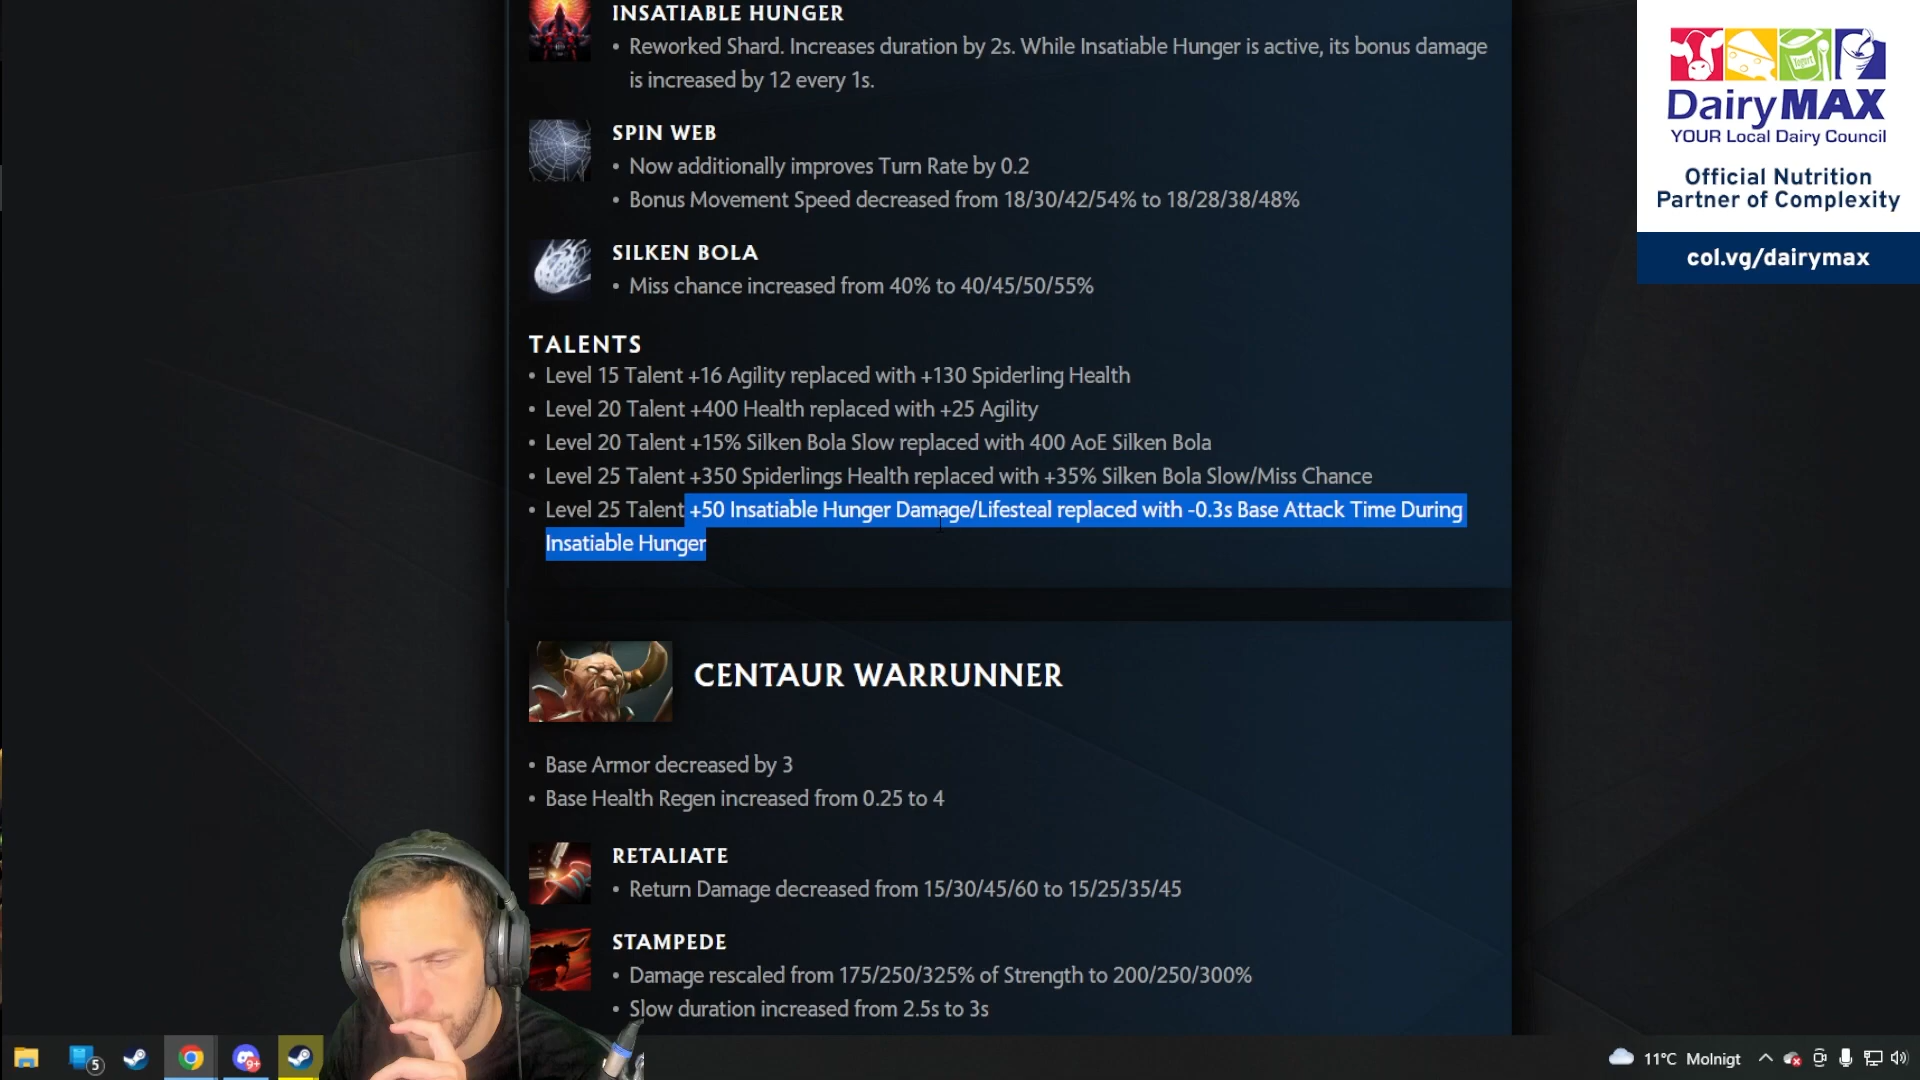 INSATIABLE HUNGER
• Reworked Shard. Increases duration by 2s. While Insatiable Hunger is active, its bonus damage
is increased by 12 every 1s.
SPIN WEB
• Now additionally improves Turn Rate by 0.2
• Bonus Movement Speed decreased from 18/30/42/54% to 18/28/38/48%
SILKEN BOLA
• Miss chance increased from 40% to 40/45/50/55%
TALENTS
• Level 15 Talent +16 Agility replaced with +130 Spiderling Health
• Level 20 Talent +400 Health replaced with +25 Agility
• Level 20 Talent +15% Silken Bola Slow replaced with 400 AoE Silken Bola
• Level 25 Talent +350 Spiderlings Health replaced with +35% Silken Bola Slow/Miss Chance
• Level 25 Talent +50 Insatiable Hunger Damage/Lifesteal replaced with -0.3s Base Attack Time During
Insatiable Hunger
CENTAUR WARRUNNER
• Base Armor decreased by 3
• Base Health Regen increased from 0.25 to 4
RETALIATE
• Return Damage decreased from 15/30/45/60 to 15/25/35/45
STAMPEDE
• Damage rescaled from 175/250/325% of Strength to 200/250/300%
• Slow duration increased from 2.5s to 3s
Yogurt
DairyMAX
YOUR Local Dairy Council
Official Nutrition
Partner of Complexity
col.vg/dairymax
5
9+
11°C Molnigt